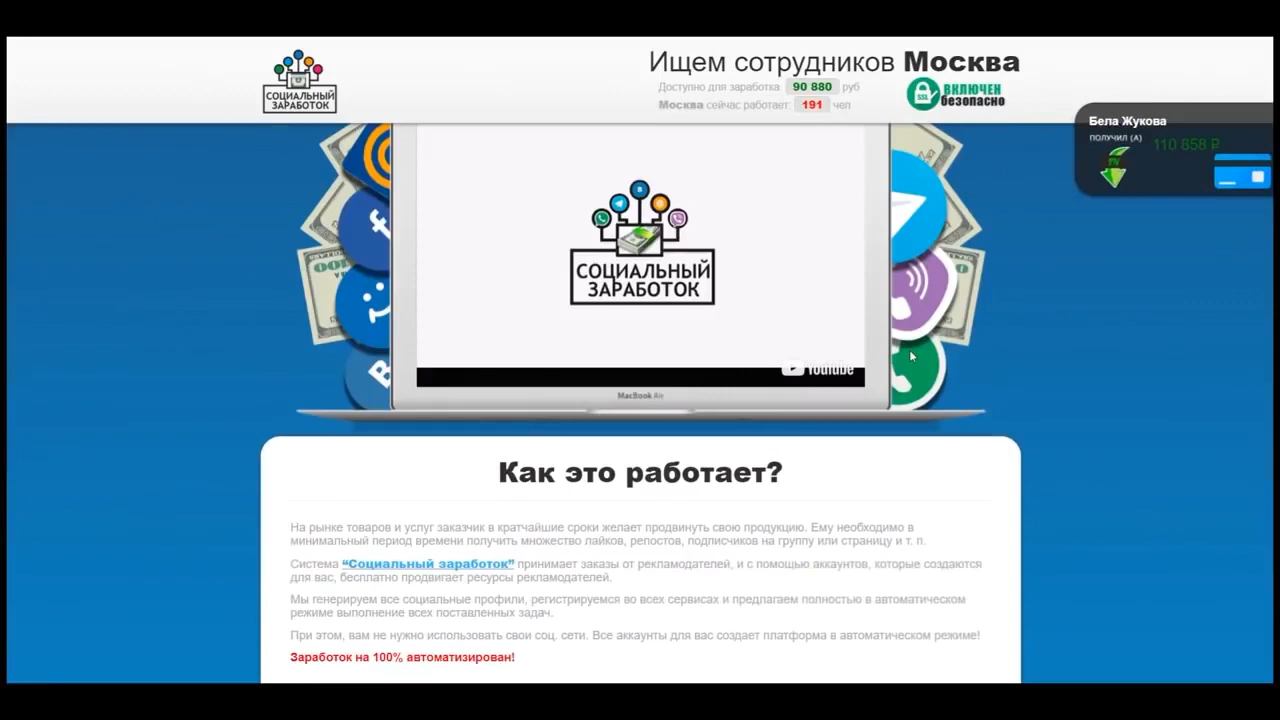 СОЦИАЛЬНЫЙ
ЗАРАБОТОК
Ищем сотрудников Москва
Доступно для заработка: 90 880 руб
Москва сейчас работает: 191 чел
SSL
ВКЛЮЧЕН
безопасно
Бела Жукова
ПОЛУЧИЛ (А)
110 858 ₽
СОЦИАЛЬНЫЙ
ЗАРАБОТОК
YouTube
MacBook Air
Как это работает?
На рынке товаров и услуг заказчик в кратчайшие сроки желает продвинуть свою продукцию. Ему необходимо в
минимальный период времени получить множество лайков, репостов, подписчиков на группу или страницу и т. п.
Система “Социальный заработок” принимает заказы от рекламодателей, и с помощью аккаунтов, которые создаются
для вас, бесплатно продвигает ресурсы рекламодателей.
Мы генерируем все социальные профили, регистрируемся во всех сервисах и предлагаем полностью в автоматическом
режиме выполнение всех поставленных задач.
При этом, вам не нужно использовать свои соц. сети. Все аккаунты для вас создает платформа в автоматическом режиме!
Заработок на 100% автоматизирован!